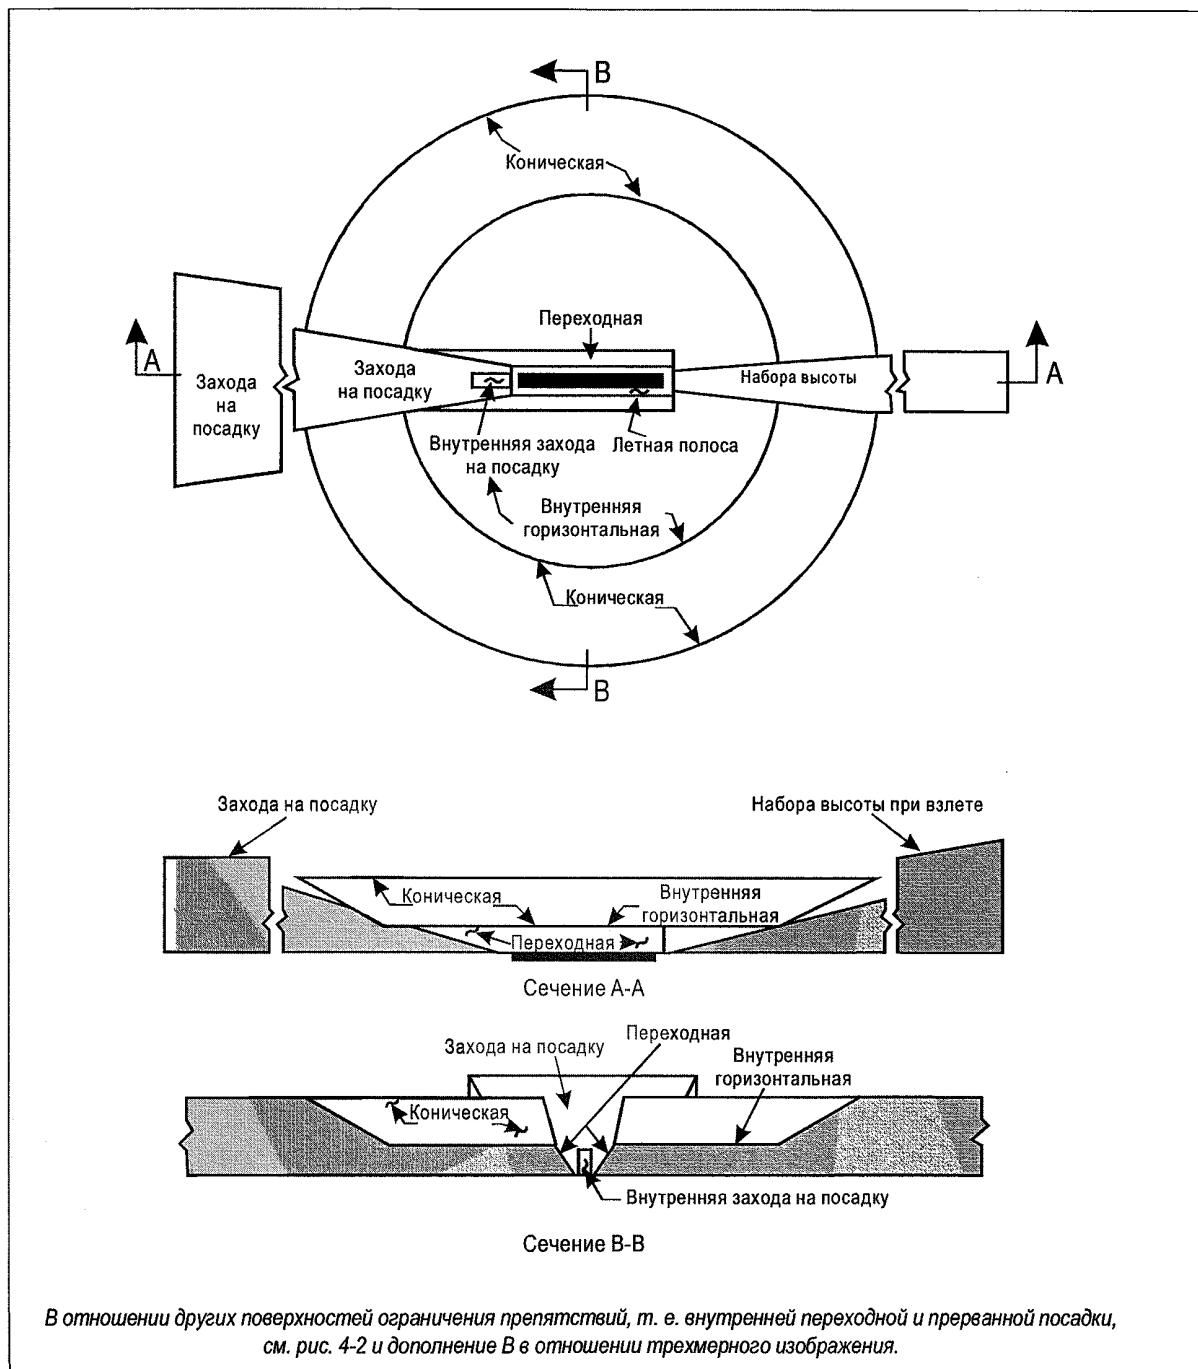 B
Коническая
Переходная
A
Захода
на
посадку
Захода
на посадку
Набора высоты
A
Внутренняя захода
на посадку
Летная полоса
Внутренняя
горизонтальная
Коническая
B
Захода на посадку
Набора высоты при взлете
Коническая
Внутренняя
горизонтальная
Переходная
Сечение А-А
Переходная
Захода на посадку
Внутренняя
горизонтальная
Коническая
Внутренняя захода на посадку
Сечение В-В
В отношении других поверхностей ограничения препятствий, т. е. внутренней переходной и прерванной посадки,
см. рис. 4-2 и дополнение В в отношении трехмерного изображения.